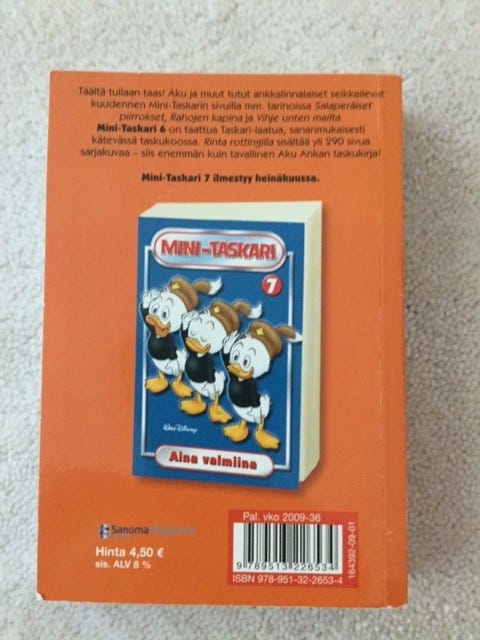 Täältä tullaan taas! Aku ja muut tutut ankkalinnalaiset seikkailevat
kuudennen Mini-Taskarin sivuilla mm. tarinoissa Salaperäiset
piirrokset, Rahojen kapina ja Vihje unten mailta.
Mini-Taskari 6 on taattua Taskari-laatua, sananmukaisesti
kätevässä taskukoossa. Rinta rottingilla sisältää yli 290 sivua
sarjakuvaa – siis enemmän kuin tavallinen Aku Ankan taskukirja!
Mini-Taskari 7 ilmestyy heinäkuussa.
MINI-TASKARI
7
Walt Disney
Aina valmiina
Sanoma Magazines
Hinta 4,50 €
sis. ALV 8 %
Pal. vko 2009-36
9 789513 226534
ISBN 978-951-32-2653-4
164392-09-01